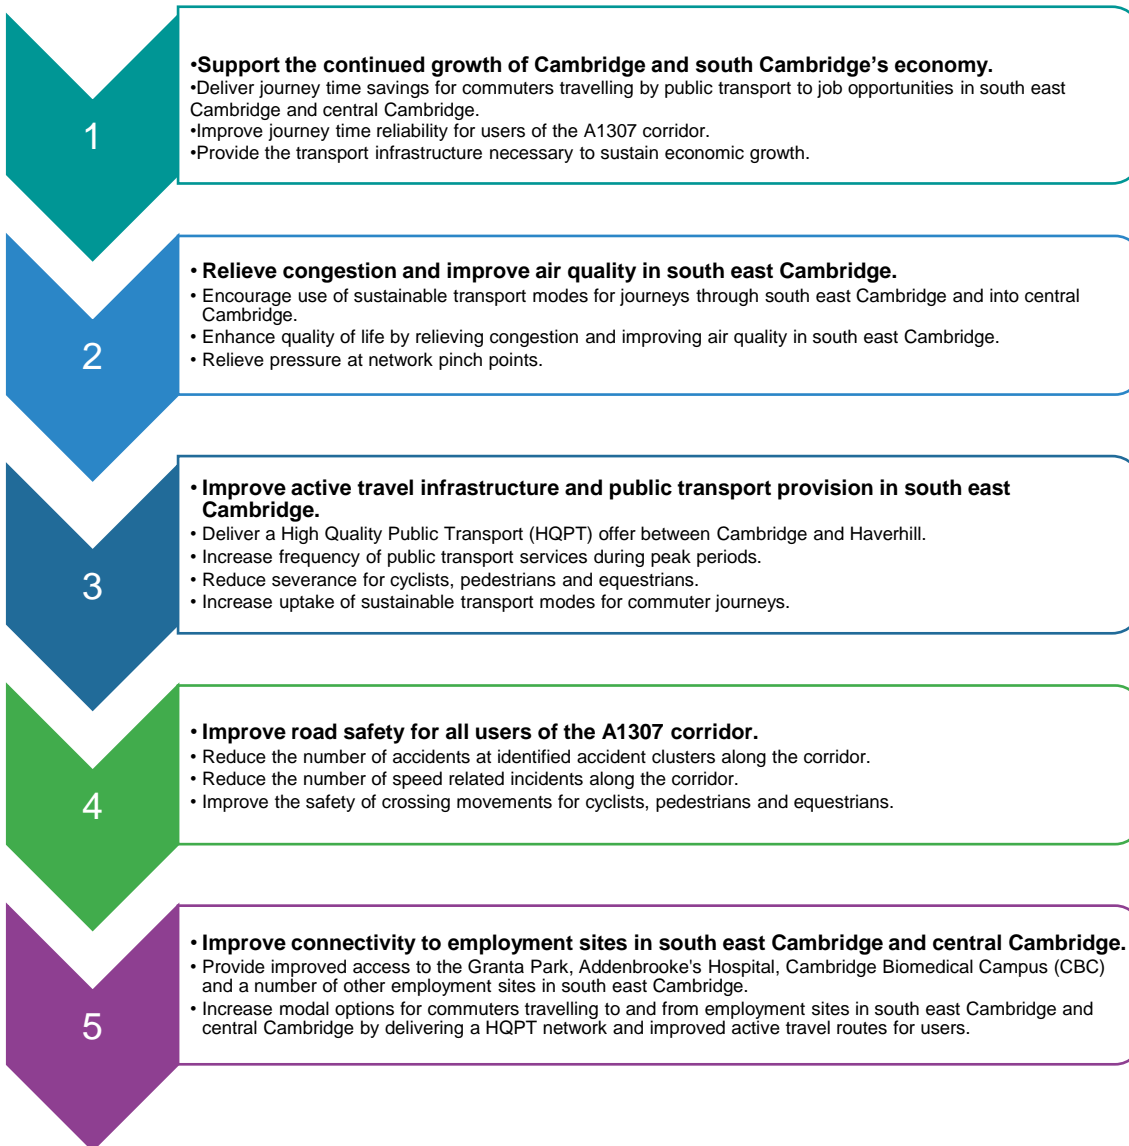 1
•Support the continued growth of Cambridge and south Cambridge's economy.
•Deliver journey time savings for commuters travelling by public transport to job opportunities in south east
Cambridge and central Cambridge.
•Improve journey time reliability for users of the A1307 corridor.
•Provide the transport infrastructure necessary to sustain economic growth.
2
• Relieve congestion and improve air quality in south east Cambridge.
• Encourage use of sustainable transport modes for journeys through south east Cambridge and into central
Cambridge.
• Enhance quality of life by relieving congestion and improving air quality in south east Cambridge.
• Relieve pressure at network pinch points.
3
• Improve active travel infrastructure and public transport provision in south east
Cambridge.
• Deliver a High Quality Public Transport (HQPT) offer between Cambridge and Haverhill.
• Increase frequency of public transport services during peak periods.
• Reduce severance for cyclists, pedestrians and equestrians.
• Increase uptake of sustainable transport modes for commuter journeys.
4
• Improve road safety for all users of the A1307 corridor.
• Reduce the number of accidents at identified accident clusters along the corridor.
• Reduce the number of speed related incidents along the corridor.
• Improve the safety of crossing movements for cyclists, pedestrians and equestrians.
5
• Improve connectivity to employment sites in south east Cambridge and central Cambridge.
• Provide improved access to the Granta Park, Addenbrooke's Hospital, Cambridge Biomedical Campus (CBC)
and a number of other employment sites in south east Cambridge.
• Increase modal options for commuters travelling to and from employment sites in south east Cambridge and
central Cambridge by delivering a HQPT network and improved active travel routes for users.